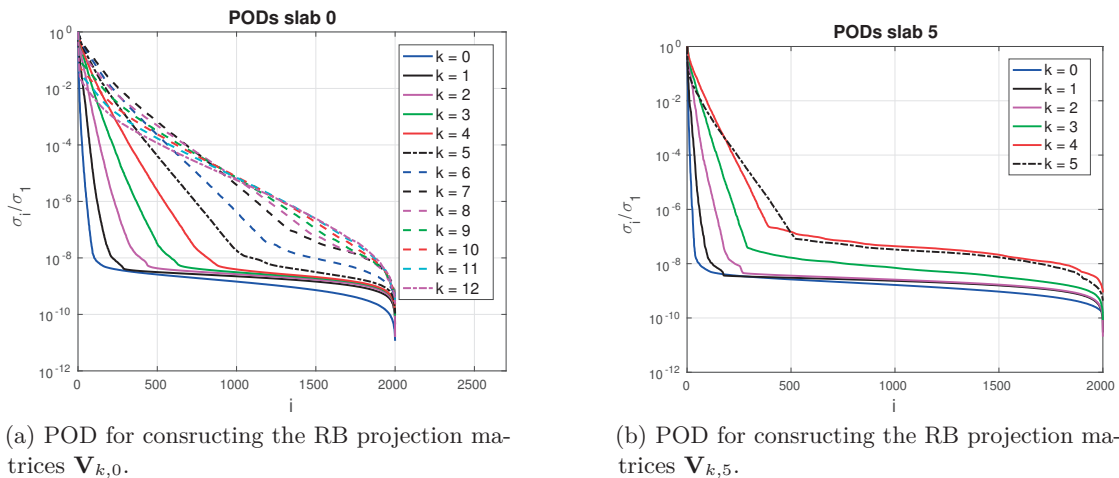 PODs slab 0
10^0
10^-2
10^-4
10^-6
10^-8
10^-10
10^-12
σ_i/σ_1
0 500 1000 1500 2000 2500
i
k = 0
k = 1
k = 2
k = 3
k = 4
k = 5
k = 6
k = 7
k = 8
k = 9
k = 10
k = 11
k = 12
(a) POD for consructing the RB projection ma-
trices V_{k,0}.
PODs slab 5
10^0
10^-2
10^-4
10^-6
10^-8
10^-10
10^-12
σ_i/σ_1
0 500 1000 1500 2000
i
k = 0
k = 1
k = 2
k = 3
k = 4
k = 5
(b) POD for consructing the RB projection ma-
trices V_{k,5}.